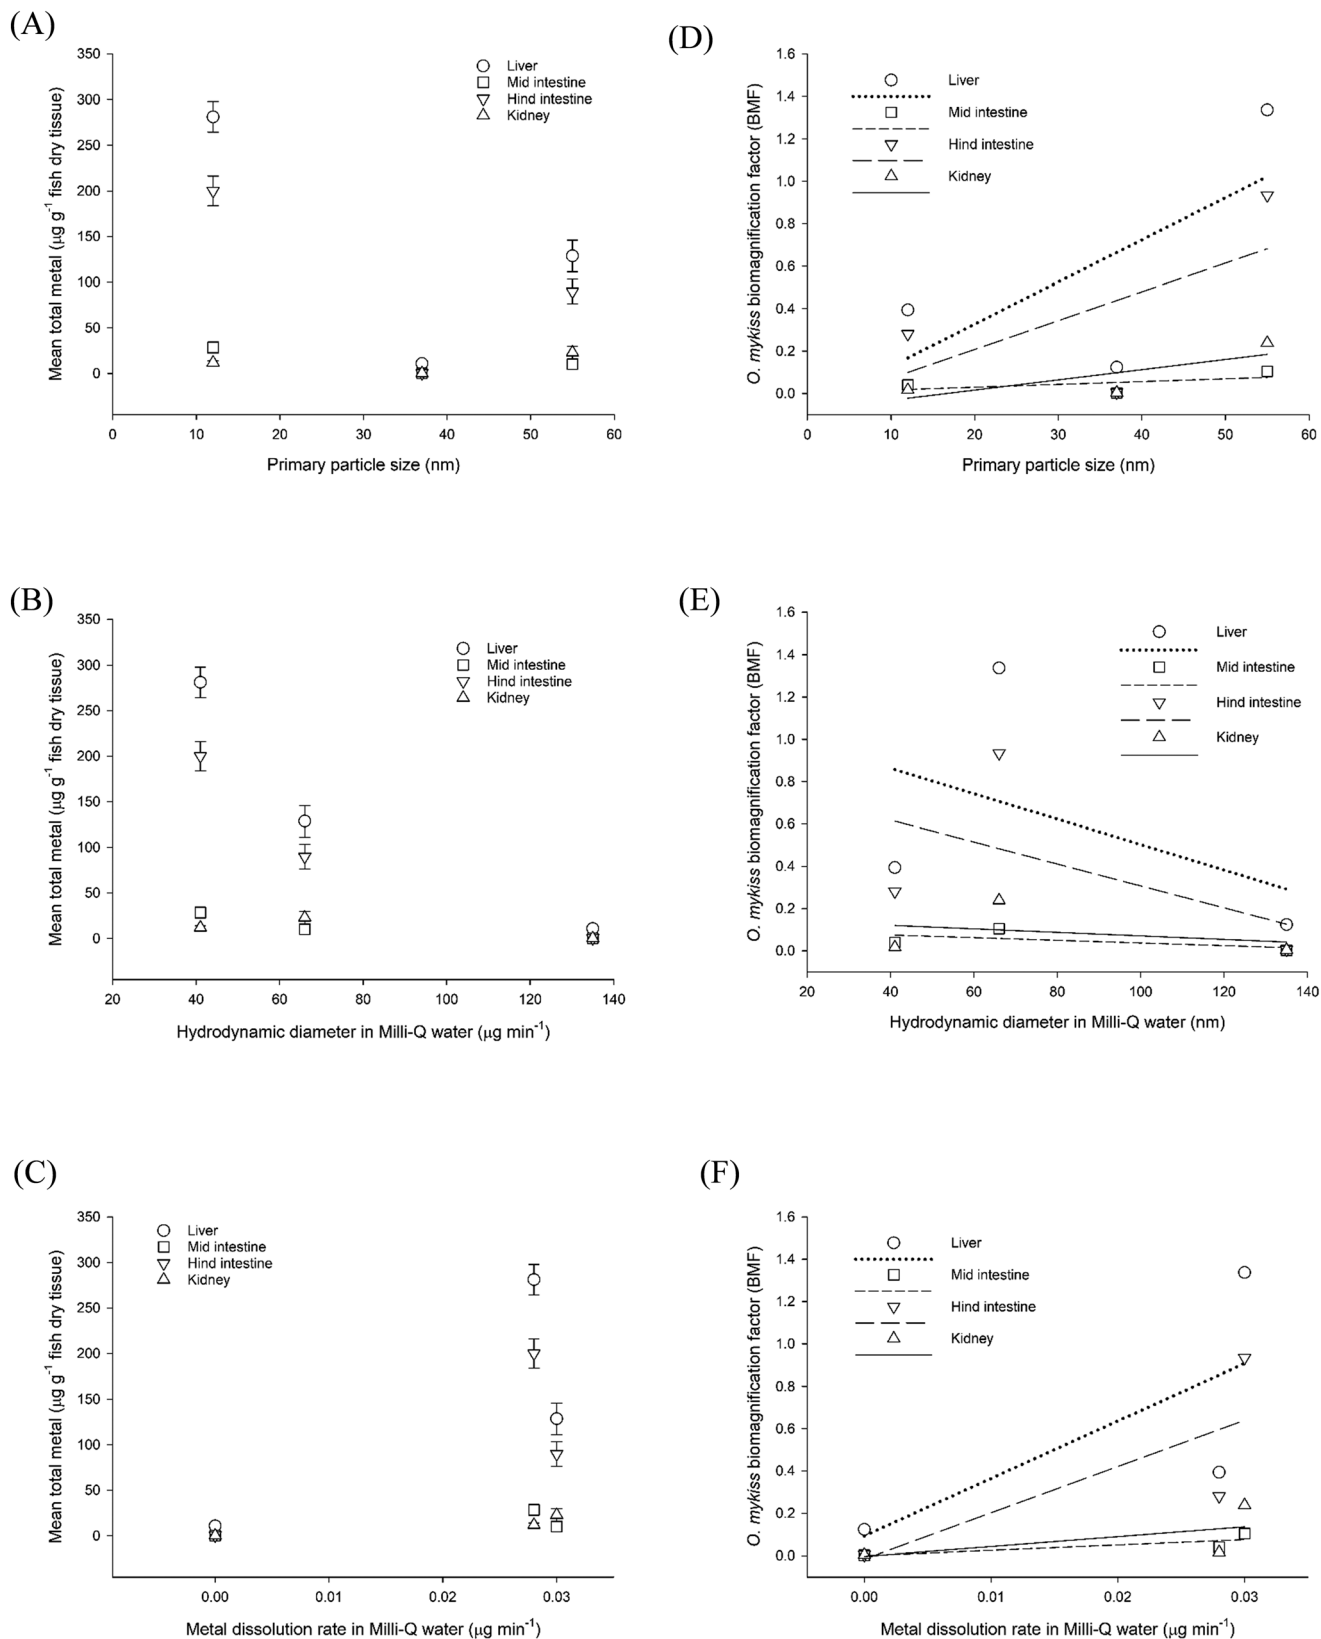 (A)
350
300
250
200
150
100
50
0
Mean total metal (μg g-1 fish dry tissue)
Liver
Mid intestine
Hind intestine
Kidney
0 10 20 30 40 50 60
Primary particle size (nm)
(D)
1.6
1.4
1.2
1.0
0.8
0.6
0.4
0.2
0.0
O. mykiss biomagnification factor (BMF)
Liver
Mid intestine
Hind intestine
Kidney
0 10 20 30 40 50 60
Primary particle size (nm)
(B)
350
300
250
200
150
100
50
0
Mean total metal (μg g-1 fish dry tissue)
Liver
Mid intestine
Hind intestine
Kidney
20 40 60 80 100 120 140
Hydrodynamic diameter in Milli-Q water (μg min-1)
(E)
1.6
1.4
1.2
1.0
0.8
0.6
0.4
0.2
0.0
O. mykiss biomagnification factor (BMF)
Liver
Mid intestine
Hind intestine
Kidney
20 40 60 80 100 120 140
Hydrodynamic diameter in Milli-Q water (nm)
(C)
350
300
250
200
150
100
50
0
Mean total metal (μg g-1 fish dry tissue)
Liver
Mid intestine
Hind intestine
Kidney
0.00 0.01 0.02 0.03
Metal dissolution rate in Milli-Q water (μg min-1)
(F)
1.6
1.4
1.2
1.0
0.8
0.6
0.4
0.2
0.0
O. mykiss biomagnification factor (BMF)
Liver
Mid intestine
Hind intestine
Kidney
0.00 0.01 0.02 0.03
Metal dissolution rate in Milli-Q water (μg min-1)